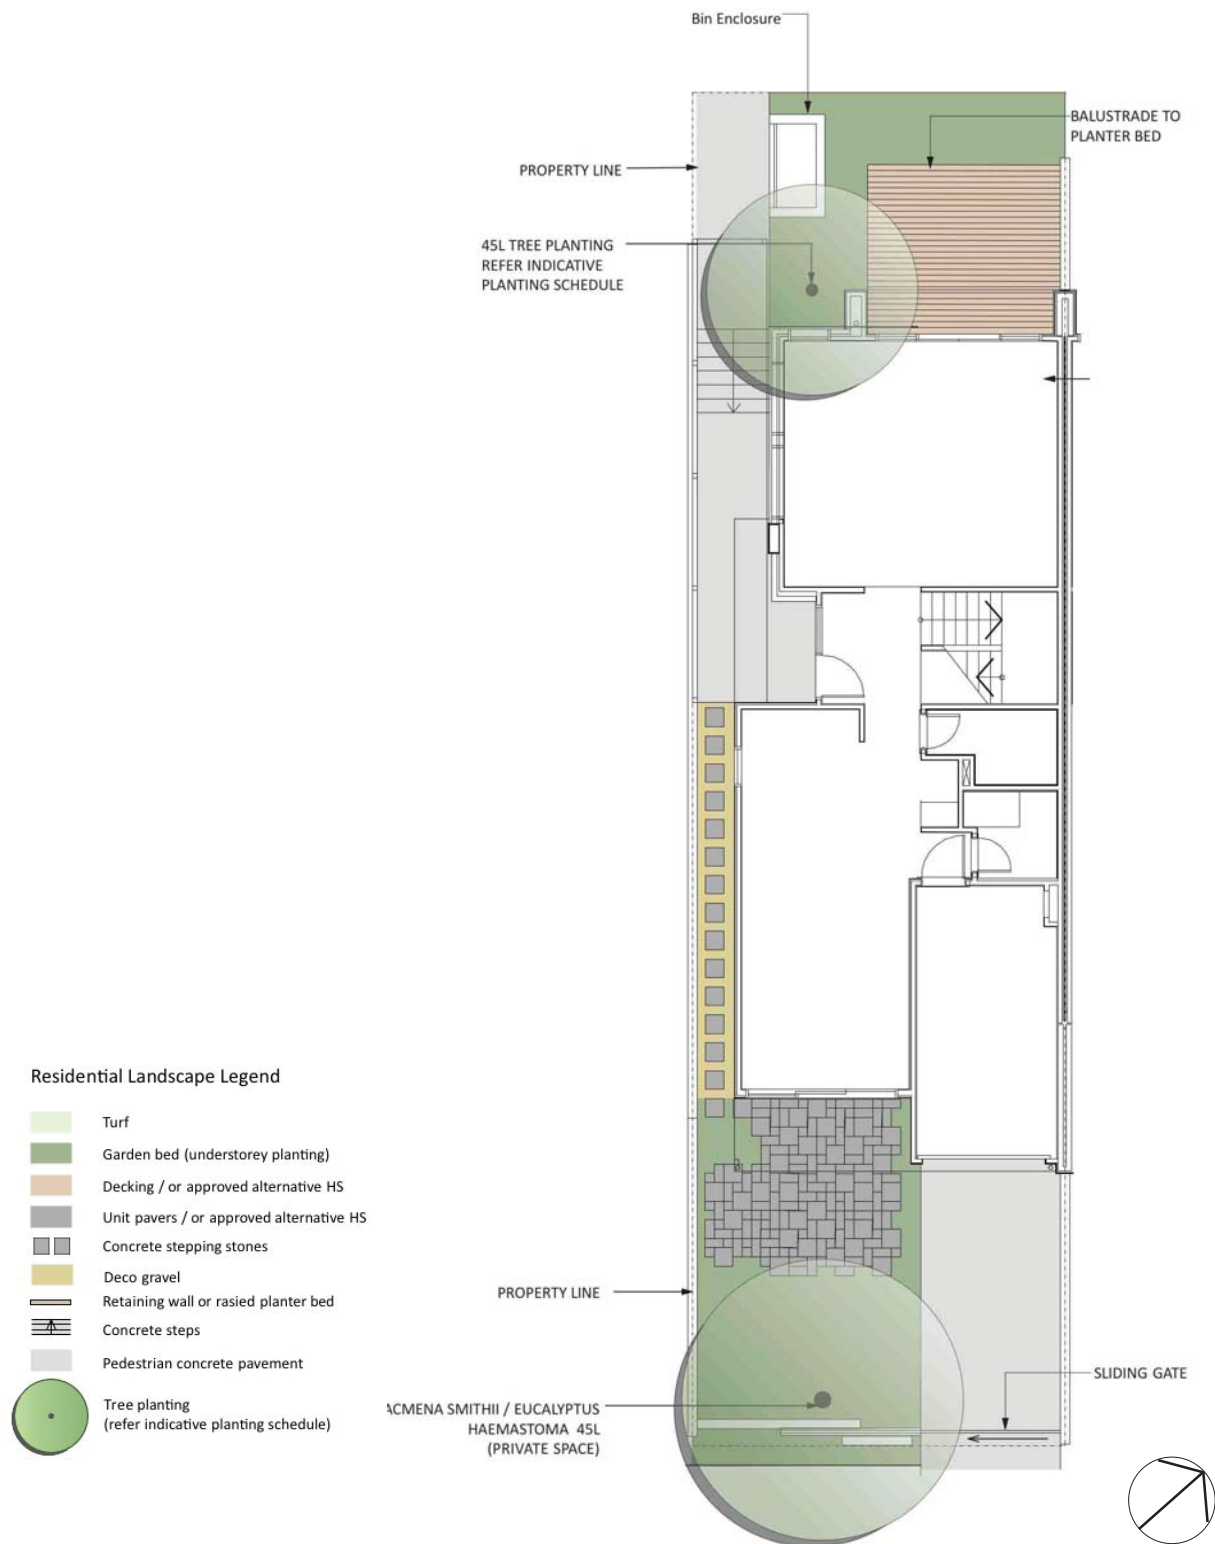 Bin Enclosure
BALUSTRADE TO
PLANTER BED
PROPERTY LINE
45L TREE PLANTING
REFER INDICATIVE
PLANTING SCHEDULE
Residential Landscape Legend
Turf
Garden bed (understorey planting)
Decking / or approved alternative HS
Unit pavers / or approved alternative HS
Concrete stepping stones
Deco gravel
Retaining wall or rasied planter bed
Concrete steps
Pedestrian concrete pavement
Tree planting
(refer indicative planting schedule)
PROPERTY LINE
SLIDING GATE
ACMENA SMITHII / EUCALYPTUS
HAEMASTOMA 45L
(PRIVATE SPACE)